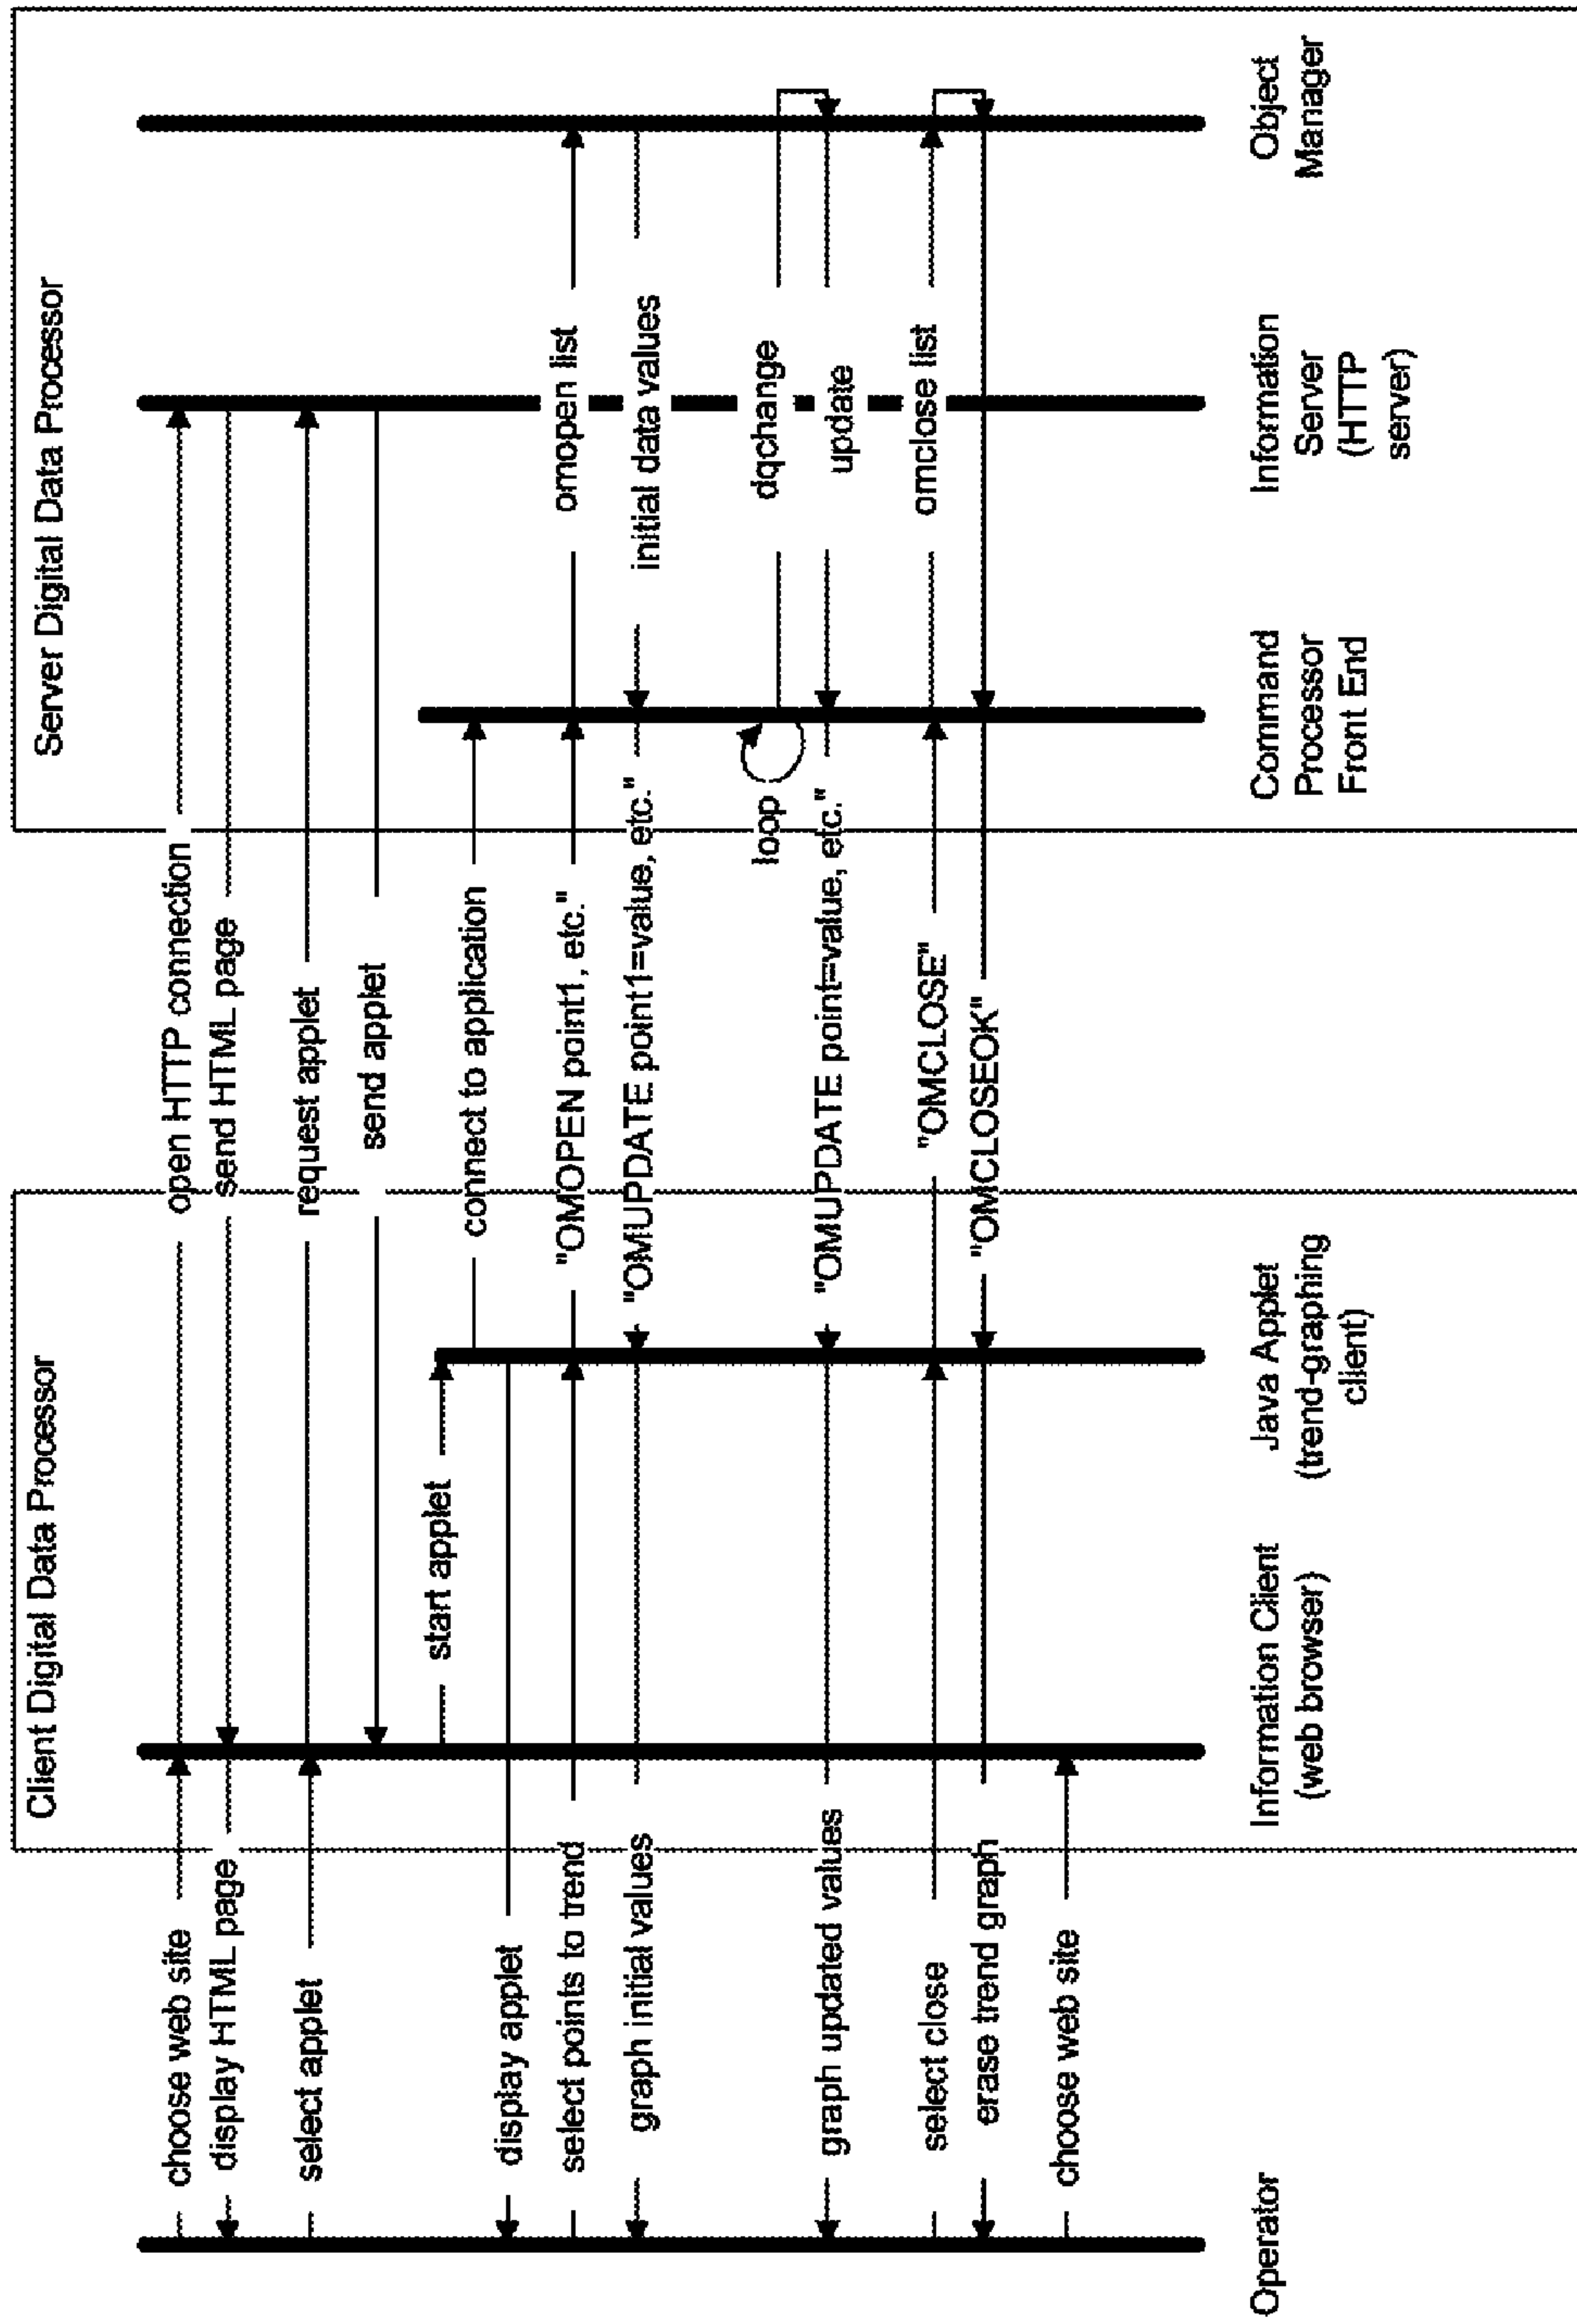 Client Digital Data Processor
Server Digital Data Processor
choose web site
open HTTP connection
display HTML page
send HTML page
select applet
request applet
send applet
start applet
connect to application
display applet
select points to trend
"OMOPEN point1, etc."
omopen list
graph initial values
"OMUPDATE point1=value, etc."
initial data values
loop
dqchange
graph updated values
"OMUPDATE point=value, etc."
update
select close
"OMCLOSE"
omclose list
erase trend graph
"OMCLOSEOK"
choose web site
Operator
Information Client
(web browser)
Java Applet
(trend-graphing
client)
Command
Processor
Front End
Information
Server
(HTTP
server)
Object
Manager